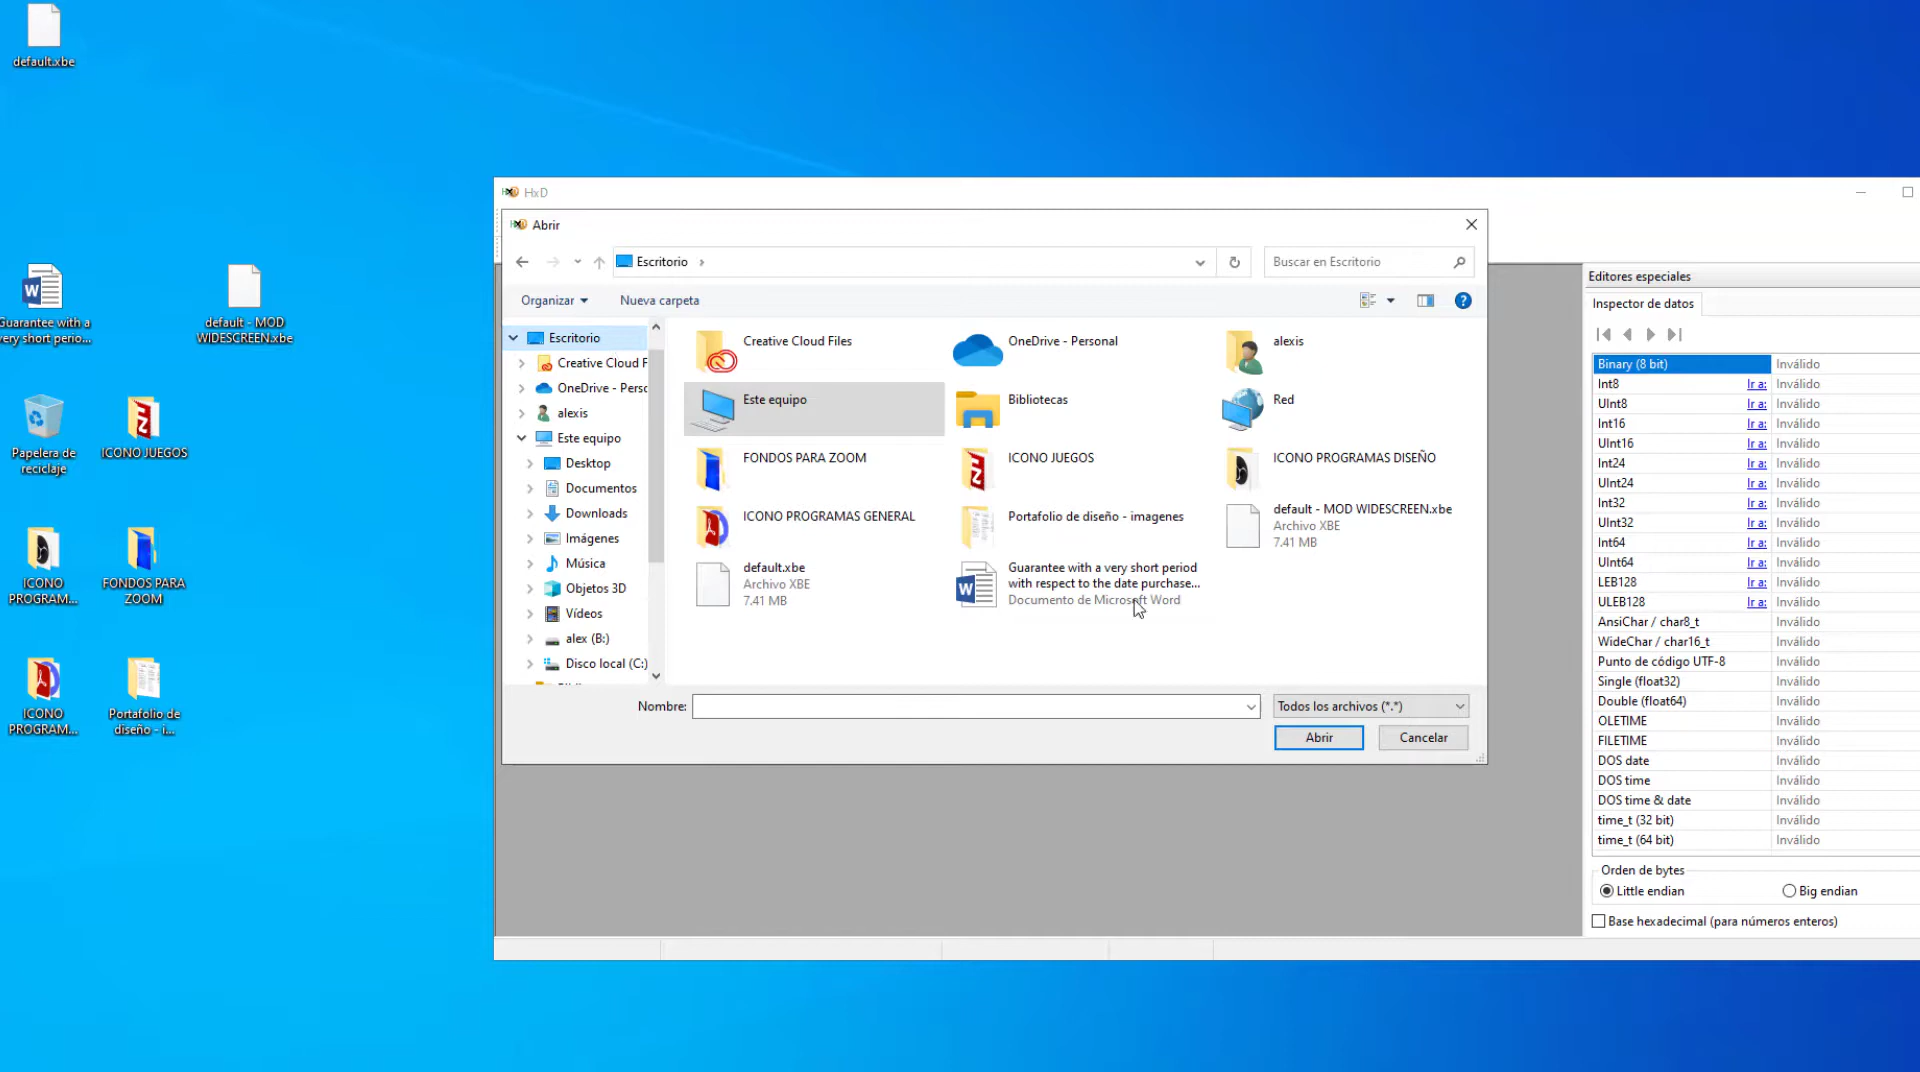 default.xbe
Guarantee with a
very short perio...
default - MOD
WIDESCREEN.xbe
Papelera de
reciclaje
ICONO JUEGOS
ICONO
PROGRAM...
FONDOS PARA
ZOOM
ICONO
PROGRAM...
Portafolio de
diseño - i...
HxD
Abrir
Escritorio
Buscar en Escritorio
Organizar
Nueva carpeta
Escritorio
Creative Cloud F
OneDrive - Perso
alexis
Este equipo
Desktop
Documentos
Downloads
Imágenes
Música
Objetos 3D
Vídeos
alex (B:)
Disco local (C:)
Creative Cloud Files
OneDrive - Personal
alexis
Este equipo
Bibliotecas
Red
FONDOS PARA ZOOM
ICONO JUEGOS
ICONO PROGRAMAS DISEÑO
ICONO PROGRAMAS GENERAL
Portafolio de diseño - imagenes
default - MOD WIDESCREEN.xbe
Archivo XBE
7.41 MB
default.xbe
Archivo XBE
7.41 MB
Guarantee with a very short period
with respect to the date purchase...
Documento de Microsoft Word
Nombre:
Todos los archivos (*.*)
Abrir
Cancelar
Editores especiales
Inspector de datos
Binary (8 bit) Inválido
Int8 Ir a: Inválido
UInt8 Ir a: Inválido
Int16 Ir a: Inválido
UInt16 Ir a: Inválido
Int24 Ir a: Inválido
UInt24 Ir a: Inválido
Int32 Ir a: Inválido
UInt32 Ir a: Inválido
Int64 Ir a: Inválido
UInt64 Ir a: Inválido
LEB128 Ir a: Inválido
ULEB128 Ir a: Inválido
AnsiChar / char8_t Inválido
WideChar / char16_t Inválido
Punto de código UTF-8 Inválido
Single (float32) Inválido
Double (float64) Inválido
OLETIME Inválido
FILETIME Inválido
DOS date Inválido
DOS time Inválido
DOS time & date Inválido
time_t (32 bit) Inválido
time_t (64 bit) Inválido
Orden de bytes
Little endian
Big endian
Base hexadecimal (para números enteros)